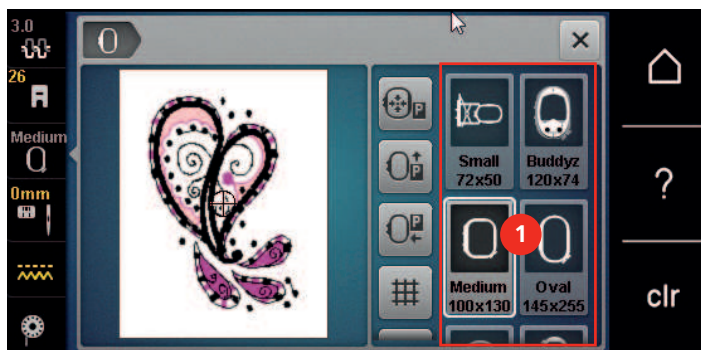 3.0
26
Medium
0mm
P
P
P
Small
72x50
Buddyz
120x74
Medium
100x130
Oval
145x255
1
?
clr